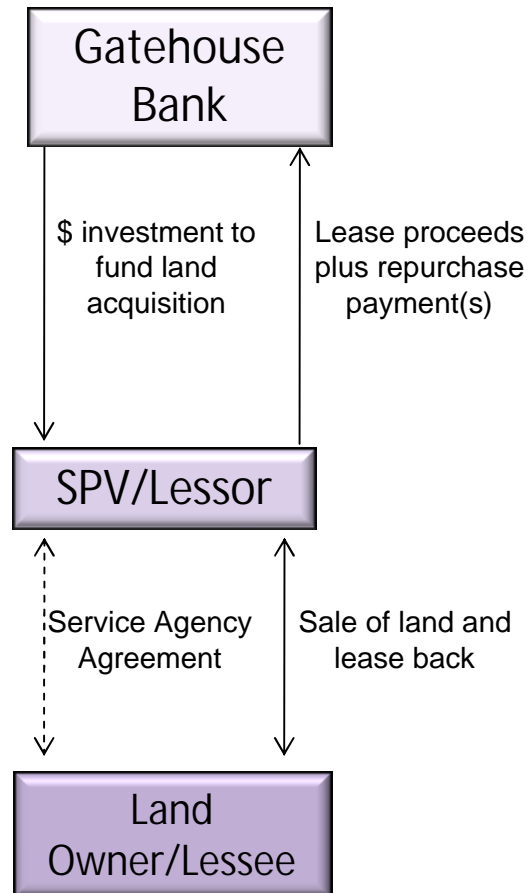 Gatehouse
Bank
$ investment to
fund land
acquisition
Lease proceeds
plus repurchase
payment(s)
SPV/Lessor
Service Agency
Agreement
Sale of land and
lease back
Land
Owner/Lessee